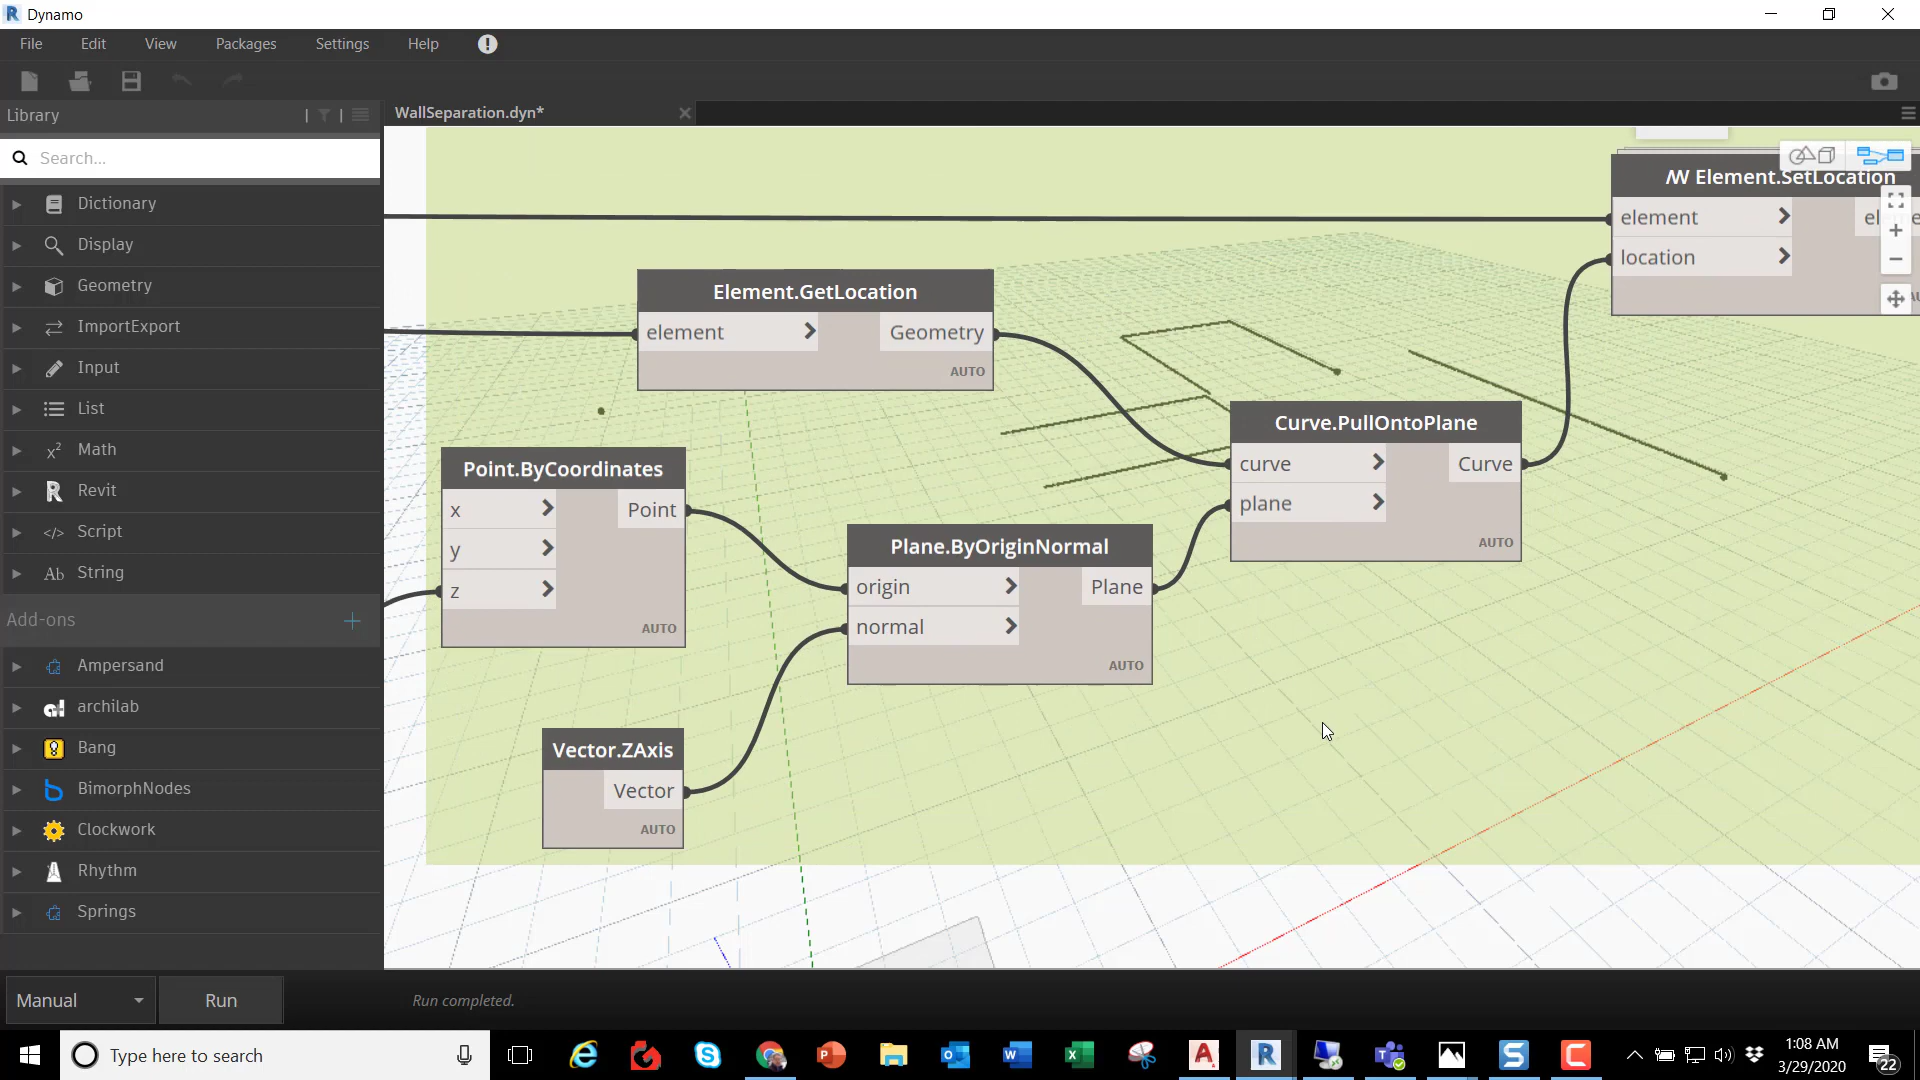 Dynamo
File Edit View Packages Settings Help
Library
WallSeparation.dyn*
Search...
Dictionary
Display
Geometry
ImportExport
Input
List
Math
Revit
Script
String
Add-ons
Ampersand
archilab
Bang
BimorphNodes
Clockwork
Rhythm
Springs
Element.SetLocation
element
location
Element.GetLocation
element Geometry
AUTO
Curve.PullOntoPlane
curve Curve
plane
AUTO
Point.ByCoordinates
x Point
y
z
AUTO
Plane.ByOriginNormal
origin Plane
normal
AUTO
Vector.ZAxis
Vector
AUTO
Manual Run Run completed.
Type here to search
1:08 AM
3/29/2020
22